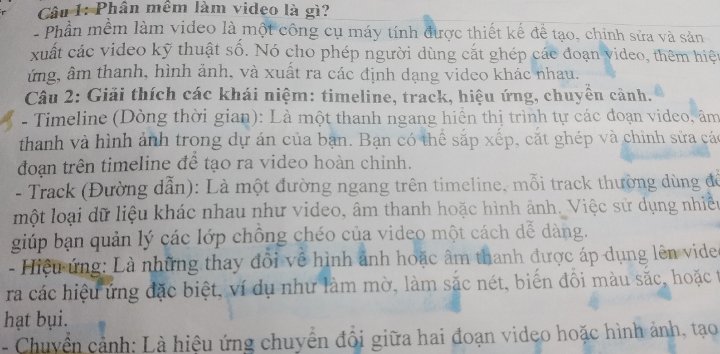 Câu 1: Phần mềm làm video là gì?
- Phần mềm làm video là một công cụ máy tính được thiết kế để tạo, chỉnh sửa và sản
xuất các video kỹ thuật số. Nó cho phép người dùng cắt ghép các đoạn video, thêm hiệu
ứng, âm thanh, hình ảnh, và xuất ra các định dạng video khác nhau.
Câu 2: Giải thích các khái niệm: timeline, track, hiệu ứng, chuyển cảnh.
- Timeline (Dòng thời gian): Là một thanh ngang hiển thị trình tự các đoạn video, âm
thanh và hình ảnh trong dự án của bạn. Bạn có thể sắp xếp, cắt ghép và chỉnh sửa các
đoạn trên timeline để tạo ra video hoàn chỉnh.
- Track (Đường dẫn): Là một đường ngang trên timeline, mỗi track thường dùng để
một loại dữ liệu khác nhau như video, âm thanh hoặc hình ảnh. Việc sử dụng nhiều
giúp bạn quản lý các lớp chồng chéo của video một cách dễ dàng.
- Hiệu ứng: Là những thay đổi về hình ảnh hoặc âm thanh được áp dụng lên video
ra các hiệu ứng đặc biệt, ví dụ như làm mờ, làm sắc nét, biến đổi màu sắc, hoặc
hạt bụi.
- Chuyển cảnh: Là hiệu ứng chuyển đổi giữa hai đoạn video hoặc hình ảnh, tạo